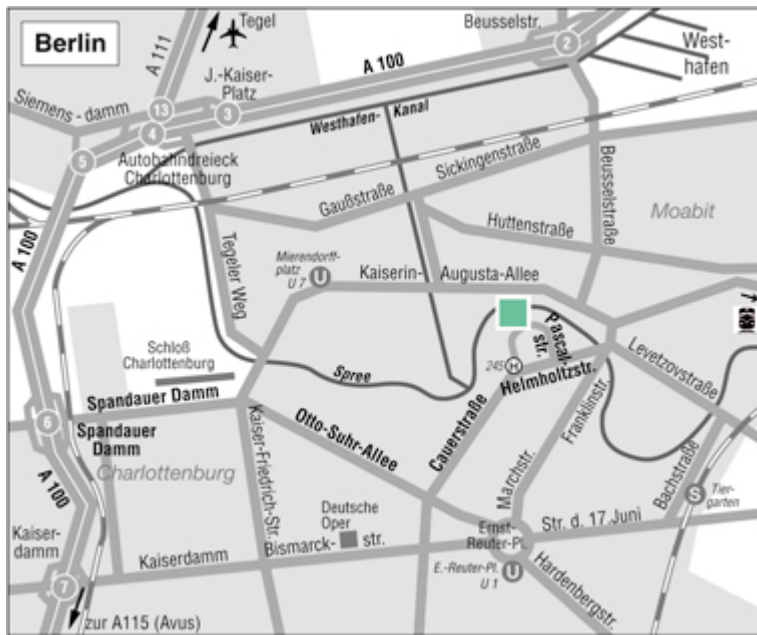 Berlin
A 111
Tegel
Beusselstr.
2
West-
hafen
A 100
J.-Kaiser-
Platz
Siemens - damm
13
3
4
5
Westhafen-
Kanal
Autobahndreieck
Charlottenburg
Sickingenstraße
Beusselstraße
Gaußstraße
Moabit
Huttenstraße
A 100
Tegeler Weg
Mierendorff-
platz
U 7
U
Kaiserin-
Augusta-Allee
Pascal-
str.
Schloß
Charlottenburg
Spree
245
H
Helmholtzstr.
Levetzovstraße
Spandauer Damm
6
Spandauer
Damm
Kaiser-Friedrich-Str.
Otto-Suhr-Allee
Cauerstraße
Franklinstr.
Charlottenburg
Marchstr.
Bachstraße
S
Tier-
garten
A 100
Deutsche
Oper
Ernst-
Reuter-Pl.
Str. d. 17 Juni
Kaiser-
damm
Kaiserdamm
Bismarck-
str.
E.-Reuter-Pl.
U 1
U
Hardenbergstr.
7
zur A115 (Avus)